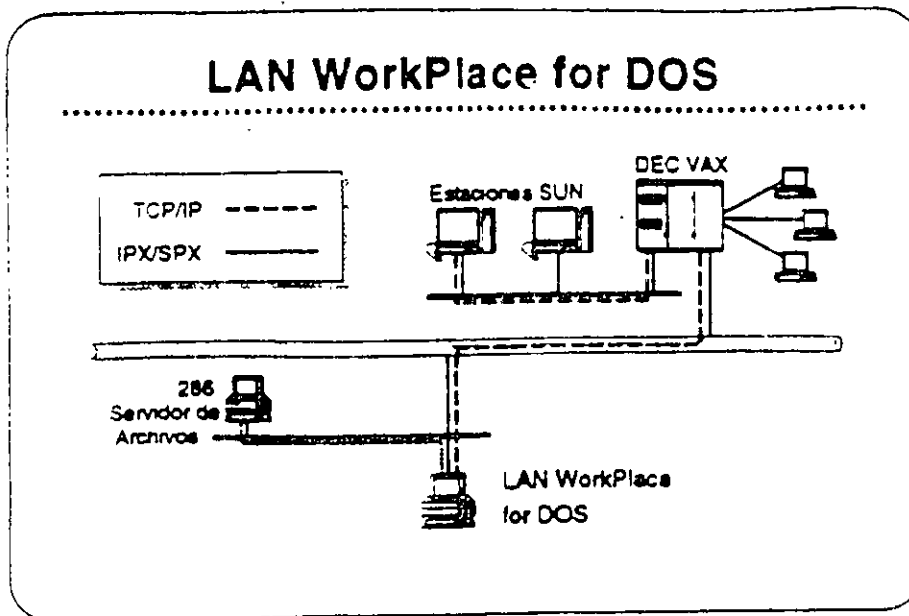 LAN WorkPlace for DOS
TCP/IP
IPX/SPX
Estaciones SUN
DEC VAX
286
Servidor de
Archivos
LAN WorkPlace
for DOS